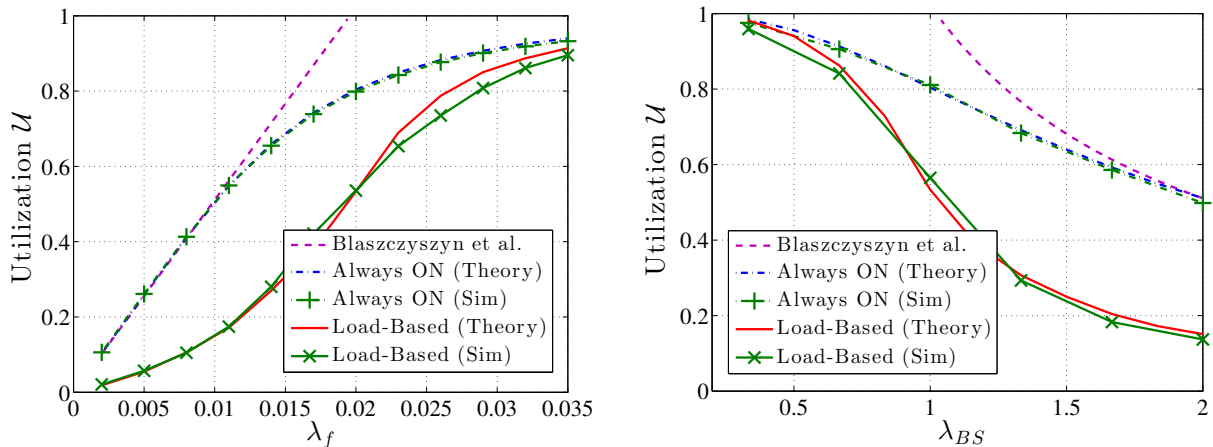 1
0.8
0.6
0.4
0.2
0
Utilization 𝒰
0
0.005
0.01
0.015
0.02
0.025
0.03
0.035
λ_f
Blaszczyszyn et al.
Always ON (Theory)
Always ON (Sim)
Load-Based (Theory)
Load-Based (Sim)
1
0.8
0.6
0.4
0.2
0
Utilization 𝒰
0.5
1
1.5
2
λ_BS
Blaszczyszyn et al.
Always ON (Theory)
Always ON (Sim)
Load-Based (Theory)
Load-Based (Sim)